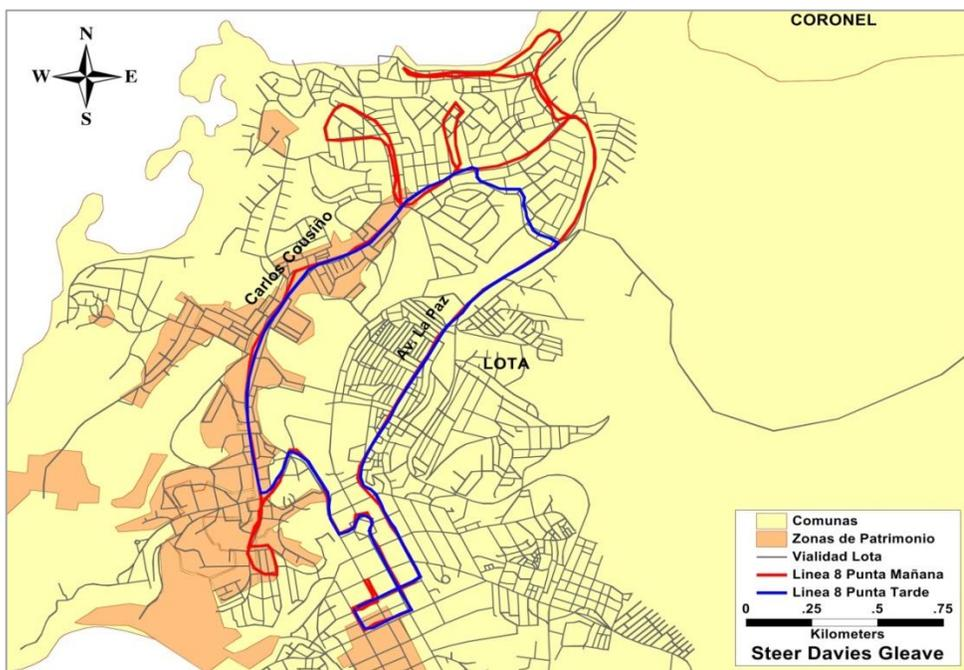 CORONEL
N
W E
S
Carlos Cousiño
Av. La Paz
LOTA
Comunas
Zonas de Patrimonio
Vialidad Lota
Linea 8 Punta Mañana
Linea 8 Punta Tarde
0 .25 .5 .75
Kilometers
Steer Davies Gleave